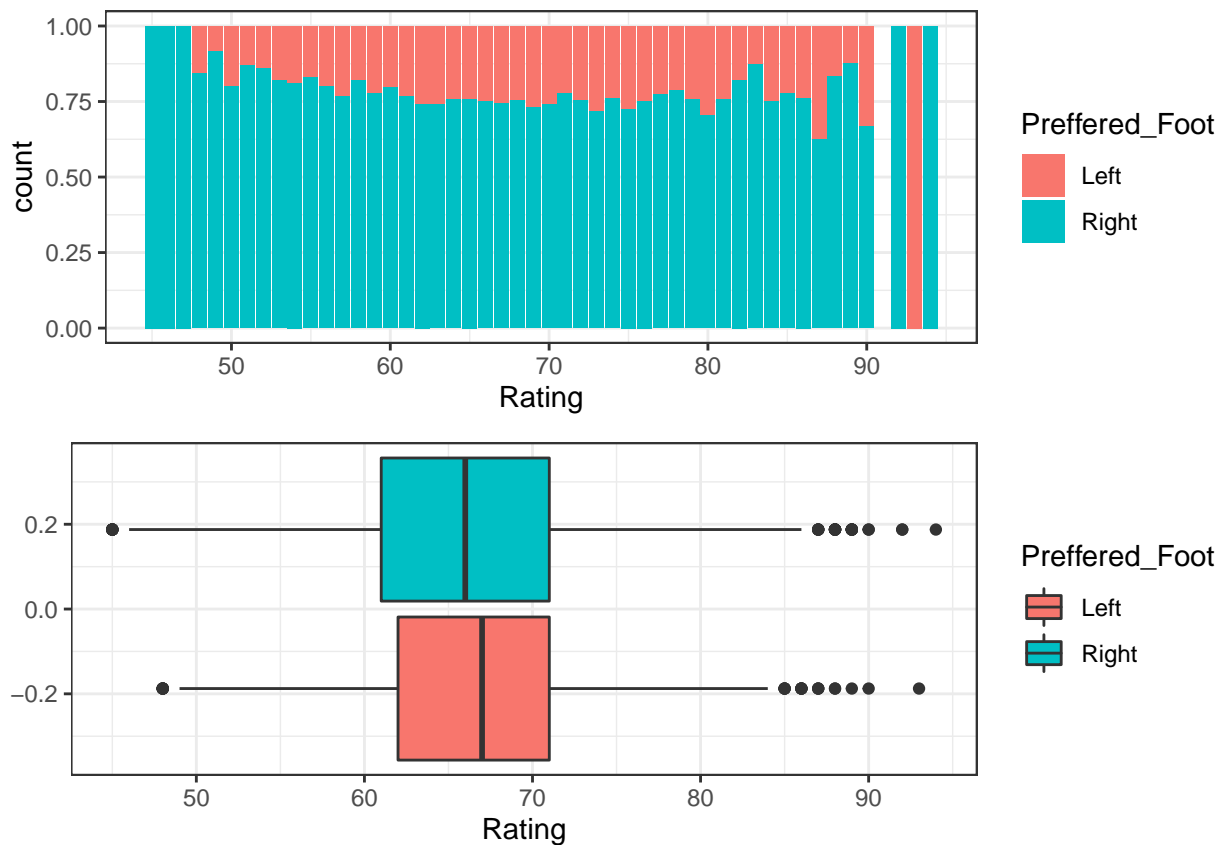 1.00
0.75
0.50
0.25
0.00
count
50 60 70 80 90
Rating
Preffered_Foot
Left
Right
0.2
0.0
−0.2
50 60 70 80 90
Rating
Preffered_Foot
Left
Right